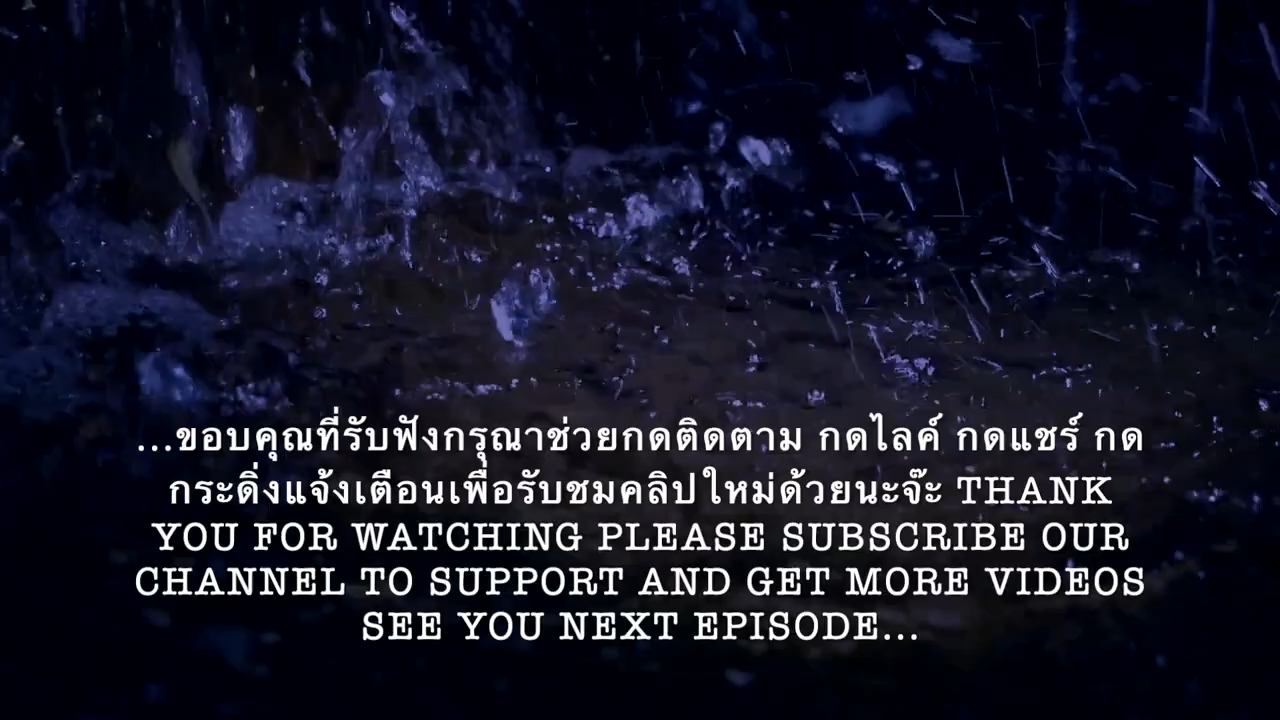 ...ขอบคุณที่รับฟังกรุณาช่วยกดติดตาม กดไลค์ กดแชร์ กด
กระดิ่งแจ้งเตือนเพื่อรับชมคลิปใหม่ด้วยนะจ๊ะ THANK
YOU FOR WATCHING PLEASE SUBSCRIBE OUR
CHANNEL TO SUPPORT AND GET MORE VIDEOS
SEE YOU NEXT EPISODE...